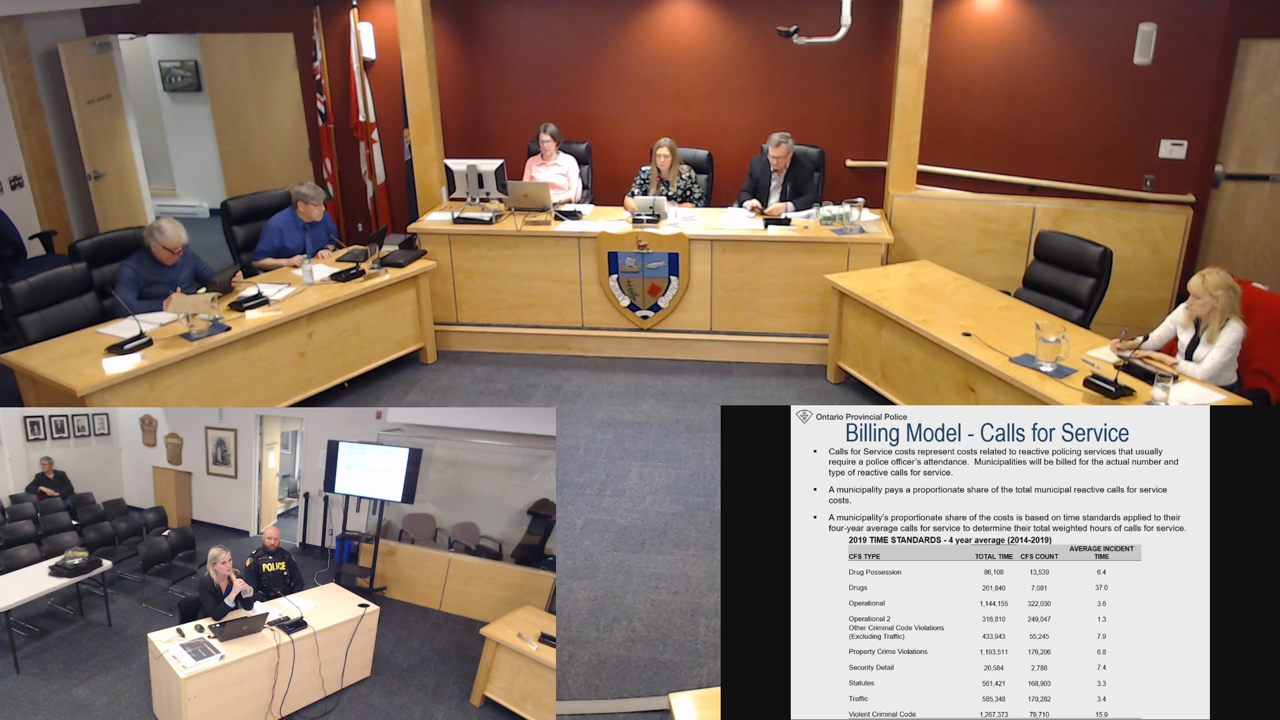 POLICE
Ontario Provincial Police
Billing Model - Calls for Service
▪ Calls for Service costs represent costs related to reactive policing services that usually
require a police officer's attendance. Municipalities will be billed for the actual number and
type of reactive calls for service.
▪ A municipality pays a proportionate share of the total municipal reactive calls for service
costs.
▪ A municipality's proportionate share of the costs is based on time standards applied to their
four-year average calls for service to determine their total weighted hours of calls for service.
2019 TIME STANDARDS - 4 year average (2014-2019)
CFS TYPE TOTAL TIME CFS COUNT AVERAGE INCIDENT TIME
Drug Possession 86,108 13,539 6.4
Drugs 261,840 7,081 37.0
Operational 1,144,155 322,030 3.6
Operational 2 316,810 249,047 1.3
Other Criminal Code Violations
(Excluding Traffic) 433,943 55,245 7.9
Property Crime Violations 1,193,511 176,206 6.8
Security Detail 20,584 2,788 7.4
Statutes 561,421 168,903 3.3
Traffic 585,348 170,282 3.4
Violent Criminal Code 1,267,373 79,710 15.9